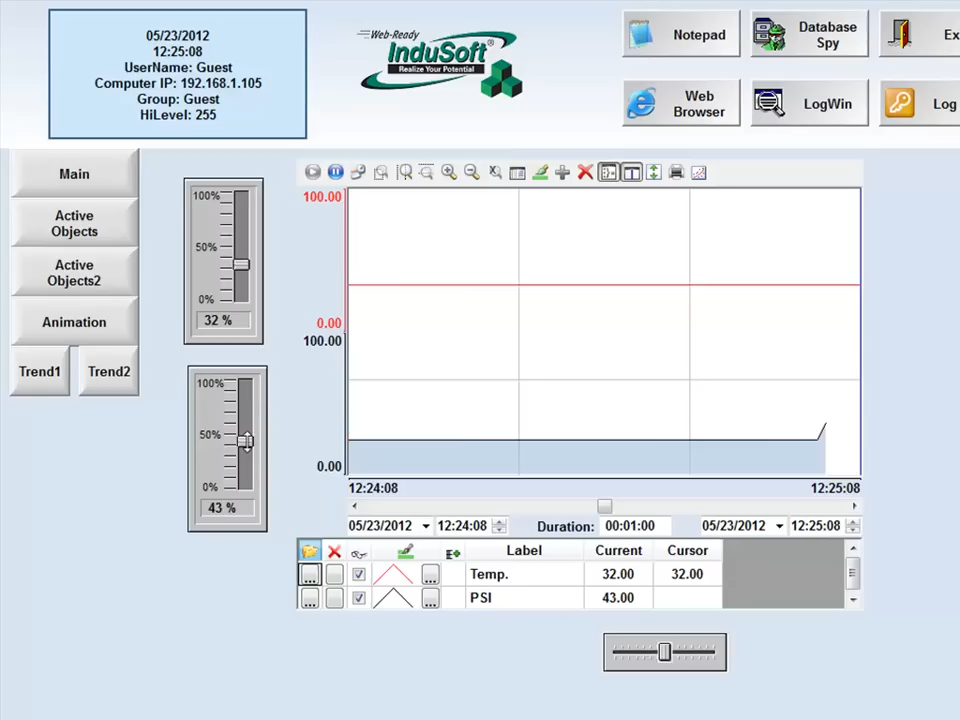 05/23/2012
12:25:08
UserName: Guest
Computer IP: 192.168.1.105
Group: Guest
HiLevel: 255
Web-Ready
InduSoft®
Realize Your Potential
Notepad
Database
Spy
Ex
Web
Browser
LogWin
Log
Main
Active
Objects
Active
Objects2
Animation
Trend1 Trend2
100%
50%
0%
32 %
100%
50%
0%
43 %
100.00
0.00
100.00
0.00
12:24:08 12:25:08
05/23/2012 12:24:08 Duration: 00:01:00 05/23/2012 12:25:08
Label Current Cursor
... Temp. 32.00 32.00
... PSI 43.00